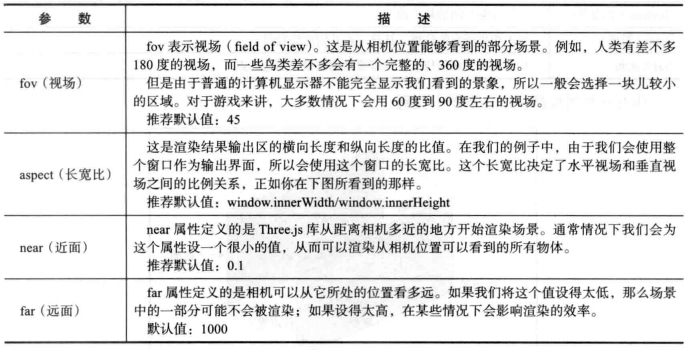 参 数 描 述
fov 表示视场（field of view）。这是从相机位置能够看到的部分场景。例如，人类有差不多
180 度的视场，而一些鸟类差不多会有一个完整的、360 度的视场。
fov（视场）
但是由于普通的计算机显示器不能完全显示我们看到的景象，所以一般会选择一块儿较小
的区域。对于游戏来讲，大多数情况下会用 60 度到 90 度左右的视场。
推荐默认值：45
这是渲染结果输出区的横向长度和纵向长度的比值。在我们的例子中，由于我们会使用整
个窗口作为输出界面，所以会使用这个窗口的长宽比。这个长宽比决定了水平视场和垂直视
aspect（长宽比）
场之间的比例关系，正如你在下图所看到的那样。
推荐默认值：window.innerWidth/window.innerHeight
near 属性定义的是 Three.js 库从距离相机多近的地方开始渲染场景。通常情况下我们会为
near（近面）
这个属性设一个很小的值，从而可以渲染从相机位置可以看到的所有物体。
推荐默认值：0.1
far 属性定义的是相机可以从它所处的位置看多远。如果我们将这个值设得太低，那么场景
far（远面）
中的一部分可能不会被渲染；如果设得太高，在某些情况下会影响渲染的效率。
默认值：1000